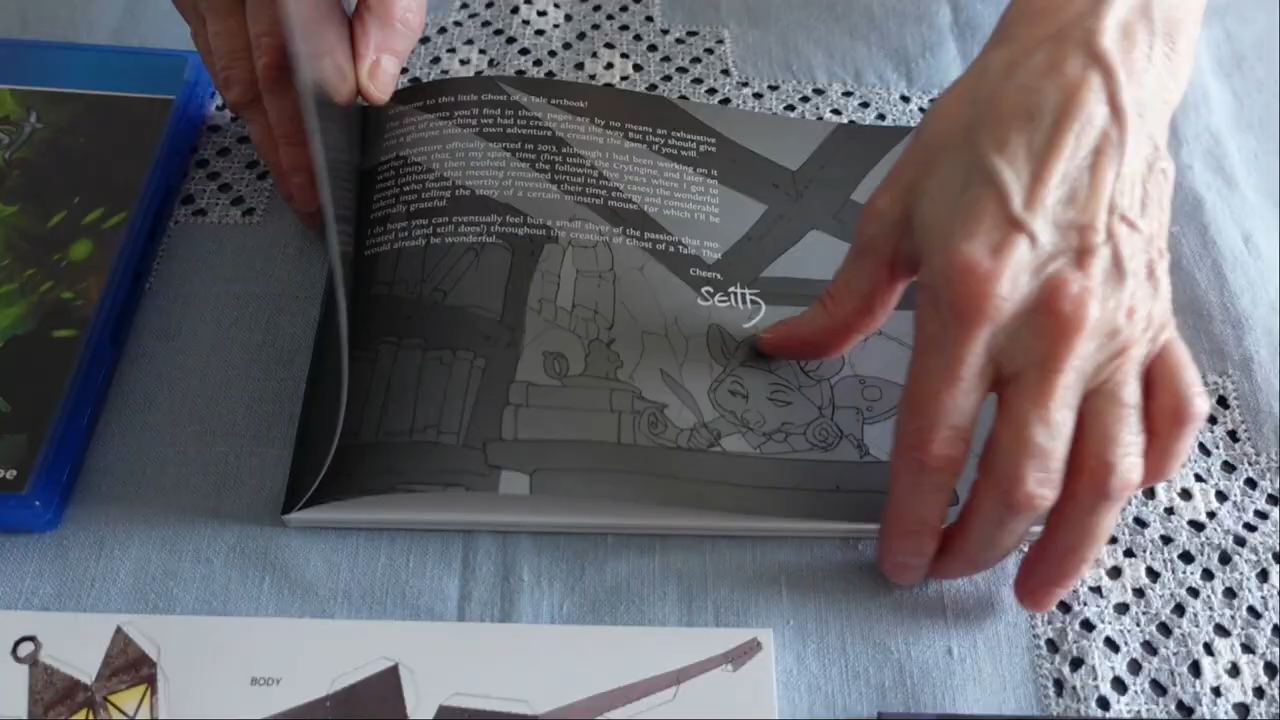 Welcome to this little Ghost of a Tale artbook!
The documents you'll find in those pages are by no means an exhaustive
account of everything we had to create along the way. But they should give
you a glimpse into our own adventure in creating the game, if you will.
Said adventure officially started in 2013, although I had been working on it
earlier than that, in my spare time (first using the CryEngine, and later on
with Unity). It then evolved over the following five years where I got to
meet (although that meeting remained virtual in many cases) the wonderful
people who found it worthy of investing their time, energy and considerable
talent into telling the story of a certain minstrel mouse. For which I'll be
eternally grateful.
I do hope you can eventually feel but a small sliver of the passion that mo-
tivated us (and still does!) throughout the creation of Ghost of a Tale. That
would already be wonderful.
Cheers,
Seith
BODY